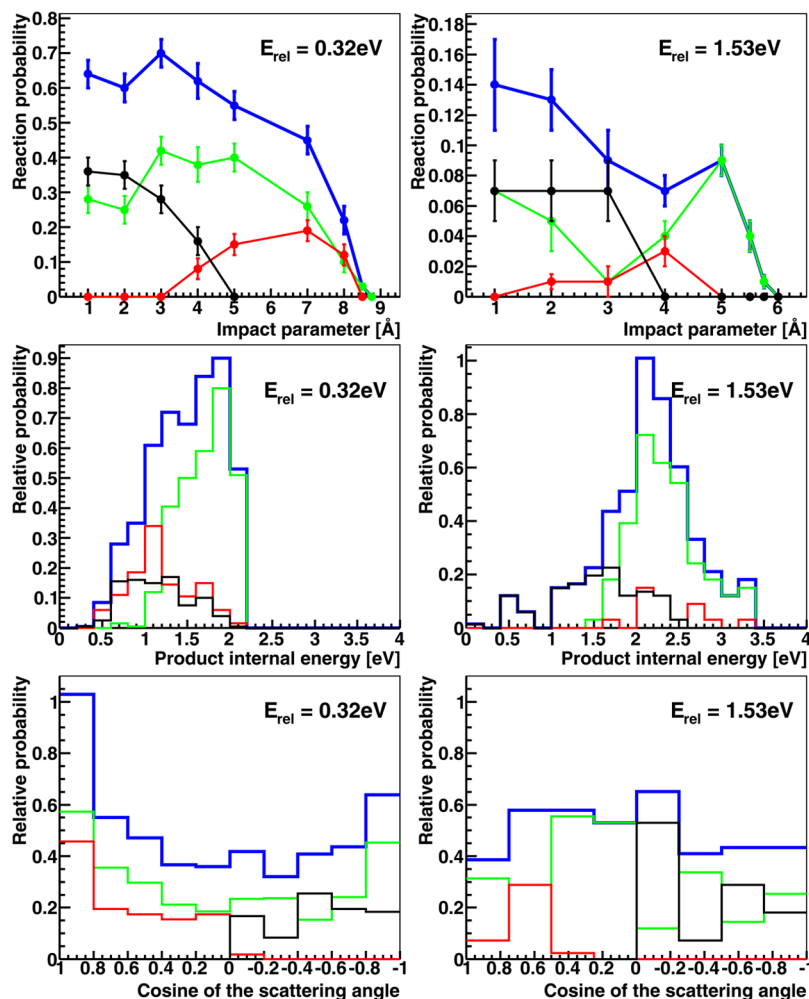 Reaction probability
0.8
0.7
0.6
0.5
0.4
0.3
0.2
0.1
0
E_rel = 0.32eV
1 2 3 4 5 6 7 8 9
Impact parameter [Å]
Reaction probability
0.18
0.16
0.14
0.12
0.1
0.08
0.06
0.04
0.02
0
E_rel = 1.53eV
1 2 3 4 5 6
Impact parameter [Å]
Relative probability
0.9
0.8
0.7
0.6
0.5
0.4
0.3
0.2
0.1
0
E_rel = 0.32eV
0 0.5 1 1.5 2 2.5 3 3.5 4
Product internal energy [eV]
Relative probability
1
0.8
0.6
0.4
0.2
0
E_rel = 1.53eV
0 0.5 1 1.5 2 2.5 3 3.5 4
Product internal energy [eV]
Relative probability
1
0.8
0.6
0.4
0.2
0
E_rel = 0.32eV
1 0.8 0.6 0.4 0.2 0 -0.2 -0.4 -0.6 -0.8 -1
Cosine of the scattering angle
Relative probability
1
0.8
0.6
0.4
0.2
0
E_rel = 1.53eV
1 0.8 0.6 0.4 0.2 0 -0.2 -0.4 -0.6 -0.8 -1
Cosine of the scattering angle